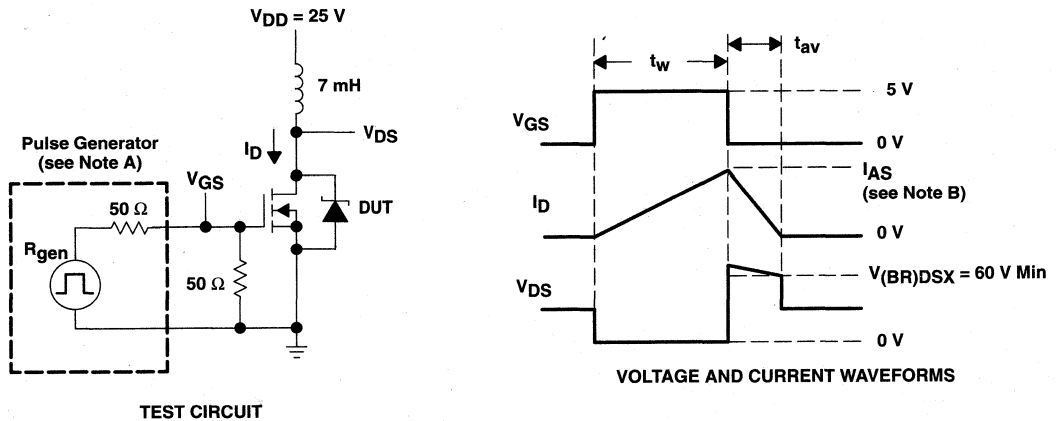 VDD = 25 V
7 mH
VDS
ID
Pulse Generator
(see Note A)
VGS
50 Ω
DUT
Rgen
50 Ω
TEST CIRCUIT
tw
tav
VGS
5 V
0 V
ID
IAS
(see Note B)
0 V
VDS
V(BR)DSX = 60 V Min
0 V
VOLTAGE AND CURRENT WAVEFORMS